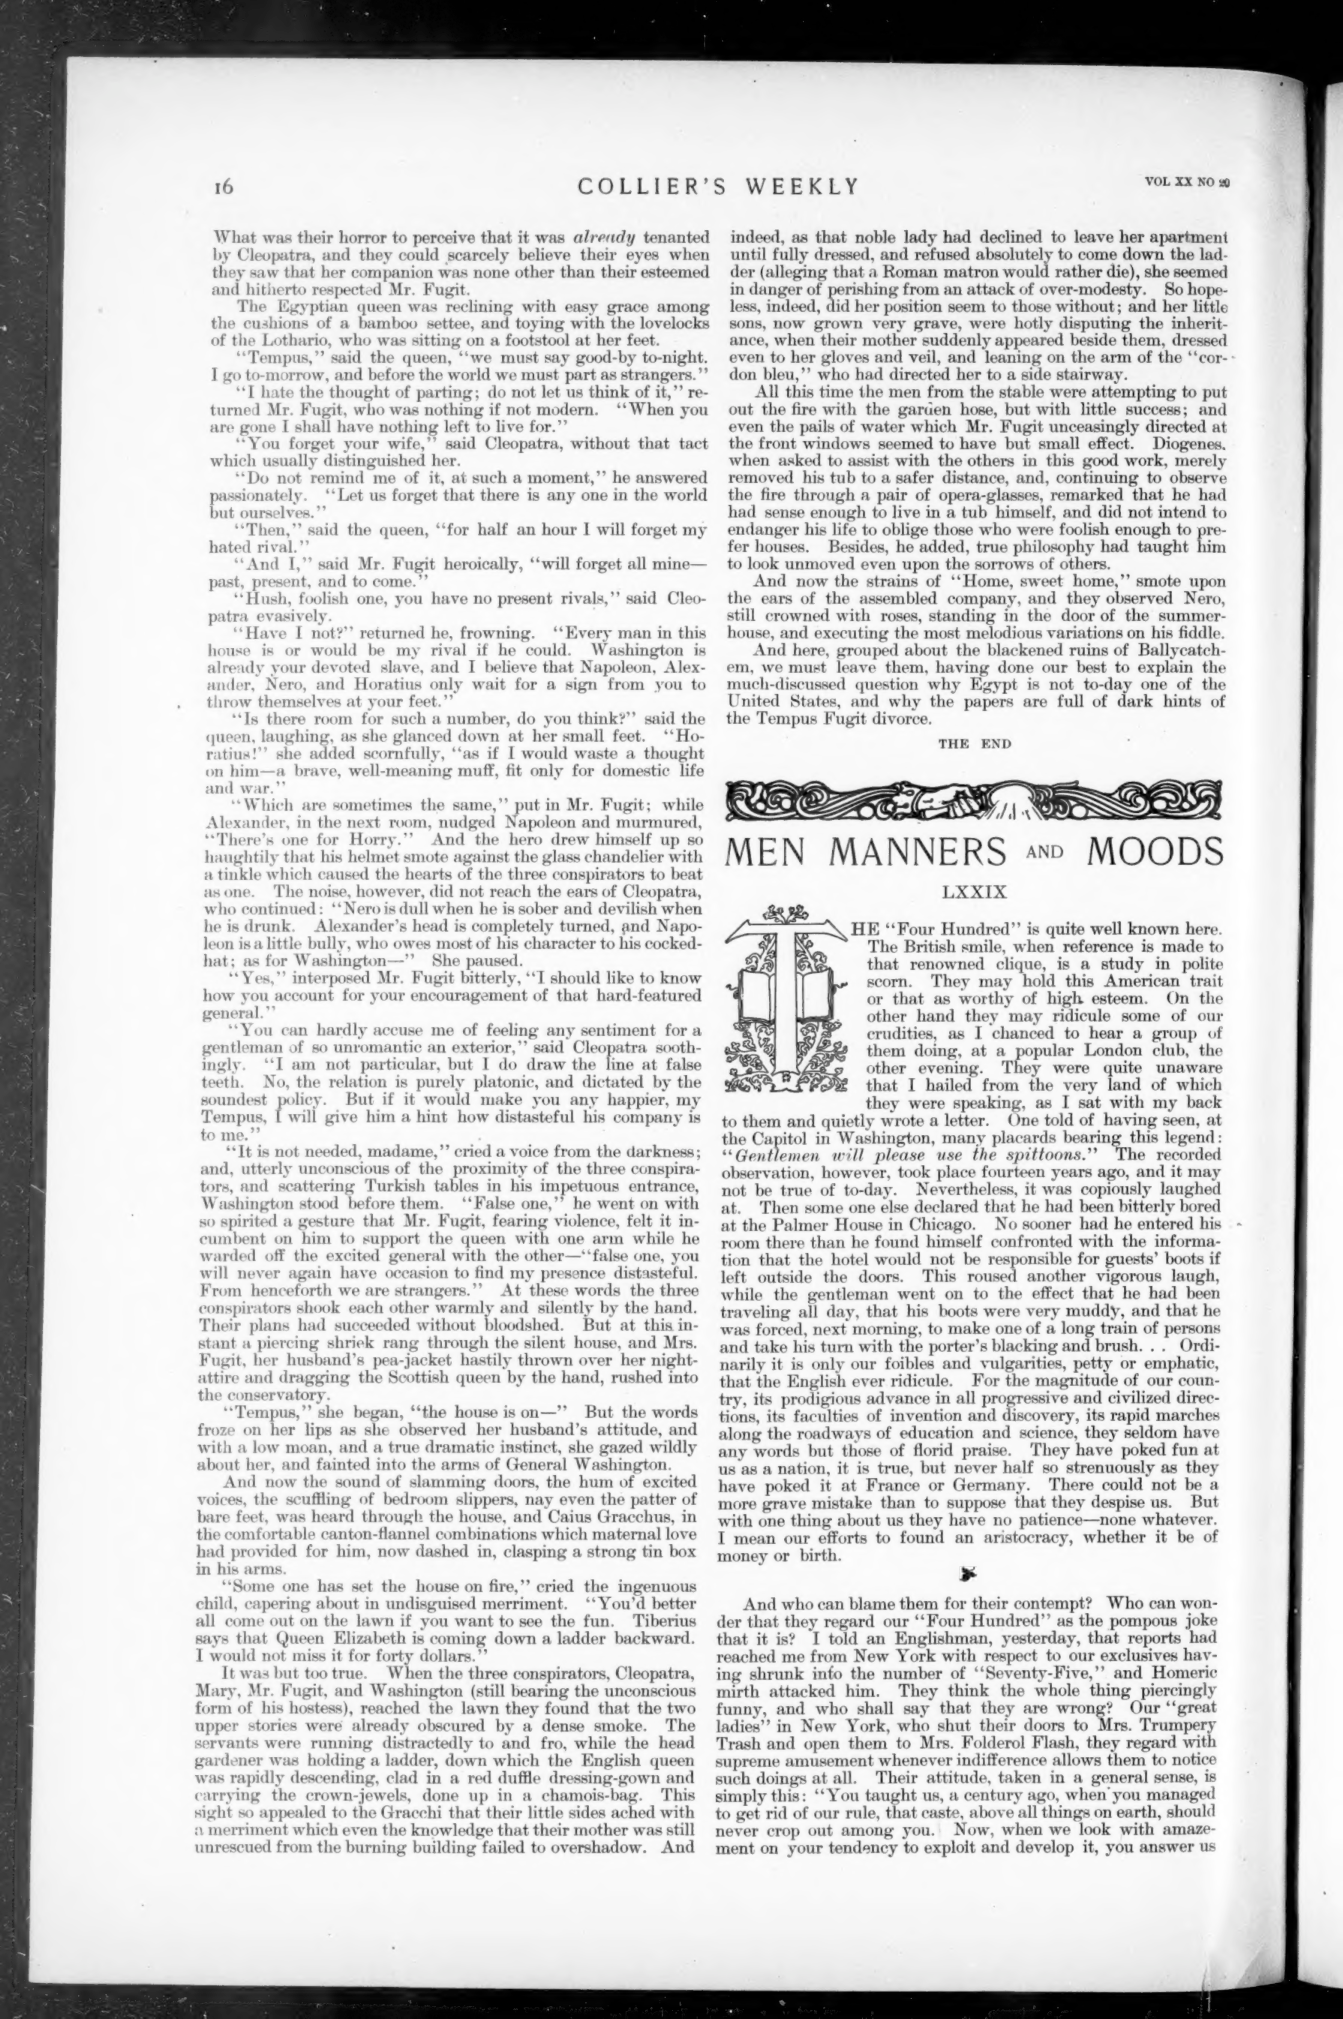 16
COLLIER'S WEEKLY
VOL XX NO 20
What was their horror to perceive that it was already tenanted
by Cleopatra, and they could scarcely believe their eyes when
they saw that her companion was none other than their esteemed
and hitherto respected Mr. Fugit.
The Egyptian queen was reclining with easy grace among
the cushions of a bamboo settee, and toying with the lovelocks
of the Lothario, who was sitting on a footstool at her feet.
"Tempus," said the queen, "we must say good-by to-night.
I go to-morrow, and before the world we must part as strangers."
"I hate the thought of parting; do not let us think of it," re-
turned Mr. Fugit, who was nothing if not modern. "When you
are gone I shall have nothing left to live for."
"You forget your wife," said Cleopatra, without that tact
which usually distinguished her.
"Do not remind me of it, at such a moment," he answered
passionately. "Let us forget that there is any one in the world
but ourselves."
"Then," said the queen, "for half an hour I will forget my
hated rival."
"And I," said Mr. Fugit heroically, "will forget all mine—
past, present, and to come."
"Hush, foolish one, you have no present rivals," said Cleo-
patra evasively.
"Have I not?" returned he, frowning. "Every man in this
house is or would be my rival if he could. Washington is
already your devoted slave, and I believe that Napoleon, Alex-
ander, Nero, and Horatius only wait for a sign from you to
throw themselves at your feet."
"Is there room for such a number, do you think?" said the
queen, laughing, as she glanced down at her small feet. "Ho-
ratius!" she added scornfully, "as if I would waste a thought
on him—a brave, well-meaning muff, fit only for domestic life
and war."
"Which are sometimes the same," put in Mr. Fugit; while
Alexander, in the next room, nudged Napoleon and murmured,
"There's one for Horry." And the hero drew himself up so
haughtily that his helmet smote against the glass chandelier with
a tinkle which caused the hearts of the three conspirators to beat
as one. The noise, however, did not reach the ears of Cleopatra,
who continued: "Nero is dull when he is sober and devilish when
he is drunk. Alexander's head is completely turned, and Napo-
leon is a little bully, who owes most of his character to his cocked-
hat; as for Washington—" She paused.
"Yes," interposed Mr. Fugit bitterly, "I should like to know
how you account for your encouragement of that hard-featured
general."
"You can hardly accuse me of feeling any sentiment for a
gentleman of so unromantic an exterior," said Cleopatra sooth-
ingly. "I am not particular, but I do draw the line at false
teeth. No, the relation is purely platonic, and dictated by the
soundest policy. But if it would make you any happier, my
Tempus, I will give him a hint how distasteful his company is
to me."
"It is not needed, madame," cried a voice from the darkness;
and, utterly unconscious of the proximity of the three conspira-
tors, and scattering Turkish tables in his impetuous entrance,
Washington stood before them. "False one," he went on with
so spirited a gesture that Mr. Fugit, fearing violence, felt it in-
cumbent on him to support the queen with one arm while he
warded off the excited general with the other—"false one, you
will never again have occasion to find my presence distasteful.
From henceforth we are strangers." At these words the three
conspirators shook each other warmly and silently by the hand.
Their plans had succeeded without bloodshed. But at this in-
stant a piercing shriek rang through the silent house, and Mrs.
Fugit, her husband's pea-jacket hastily thrown over her night-
attire and dragging the Scottish queen by the hand, rushed into
the conservatory.
"Tempus," she began, "the house is on—" But the words
froze on her lips as she observed her husband's attitude, and
with a low moan, and a true dramatic instinct, she gazed wildly
about her, and fainted into the arms of General Washington.
And now the sound of slamming doors, the hum of excited
voices, the scuffling of bedroom slippers, nay even the patter of
bare feet, was heard through the house, and Caius Gracchus, in
the comfortable canton-flannel combinations which maternal love
had provided for him, now dashed in, clasping a strong tin box
in his arms.
"Some one has set the house on fire," cried the ingenuous
child, capering about in undisguised merriment. "You'd better
all come out on the lawn if you want to see the fun. Tiberius
says that Queen Elizabeth is coming down a ladder backward.
I would not miss it for forty dollars."
It was but too true. When the three conspirators, Cleopatra,
Mary, Mr. Fugit, and Washington (still bearing the unconscious
form of his hostess), reached the lawn they found that the two
upper stories were already obscured by a dense smoke. The
servants were running distractedly to and fro, while the head
gardener was holding a ladder, down which the English queen
was rapidly descending, clad in a red duffle dressing-gown and
carrying the crown-jewels, done up in a chamois-bag. This
sight so appealed to the Gracchi that their little sides ached with
a merriment which even the knowledge that their mother was still
unrescued from the burning building failed to overshadow. And
indeed, as that noble lady had declined to leave her apartment
until fully dressed, and refused absolutely to come down the lad-
der (alleging that a Roman matron would rather die), she seemed
in danger of perishing from an attack of over-modesty. So hope-
less, indeed, did her position seem to those without; and her little
sons, now grown very grave, were hotly disputing the inherit-
ance, when their mother suddenly appeared beside them, dressed
even to her gloves and veil, and leaning on the arm of the "cor-
don bleu," who had directed her to a side stairway.
All this time the men from the stable were attempting to put
out the fire with the garden hose, but with little success; and
even the pails of water which Mr. Fugit unceasingly directed at
the front windows seemed to have but small effect. Diogenes.
when asked to assist with the others in this good work, merely
removed his tub to a safer distance, and, continuing to observe
the fire through a pair of opera-glasses, remarked that he had
had sense enough to live in a tub himself, and did not intend to
endanger his life to oblige those who were foolish enough to pre-
fer houses. Besides, he added, true philosophy had taught him
to look unmoved even upon the sorrows of others.
And now the strains of "Home, sweet home," smote upon
the ears of the assembled company, and they observed Nero,
still crowned with roses, standing in the door of the summer-
house, and executing the most melodious variations on his fiddle.
And here, grouped about the blackened ruins of Ballycatch-
em, we must leave them, having done our best to explain the
much-discussed question why Egypt is not to-day one of the
United States, and why the papers are full of dark hints of
the Tempus Fugit divorce.
THE END
MEN MANNERS AND MOODS
LXXIX
THE "Four Hundred" is quite well known here.
The British smile, when reference is made to
that renowned clique, is a study in polite
scorn. They may hold this American trait
or that as worthy of high esteem. On the
other hand they may ridicule some of our
crudities, as I chanced to hear a group of
them doing, at a popular London club, the
other evening. They were quite unaware
that I hailed from the very land of which
they were speaking, as I sat with my back
to them and quietly wrote a letter. One told of having seen, at
the Capitol in Washington, many placards bearing this legend:
"Gentlemen will please use the spittoons." The recorded
observation, however, took place fourteen years ago, and it may
not be true of to-day. Nevertheless, it was copiously laughed
at. Then some one else declared that he had been bitterly bored
at the Palmer House in Chicago. No sooner had he entered his
room there than he found himself confronted with the informa-
tion that the hotel would not be responsible for guests' boots if
left outside the doors. This roused another vigorous laugh,
while the gentleman went on to the effect that he had been
traveling all day, that his boots were very muddy, and that he
was forced, next morning, to make one of a long train of persons
and take his turn with the porter's blacking and brush. . . Ordi-
narily it is only our foibles and vulgarities, petty or emphatic,
that the English ever ridicule. For the magnitude of our coun-
try, its prodigious advance in all progressive and civilized direc-
tions, its faculties of invention and discovery, its rapid marches
along the roadways of education and science, they seldom have
any words but those of florid praise. They have poked fun at
us as a nation, it is true, but never half so strenuously as they
have poked it at France or Germany. There could not be a
more grave mistake than to suppose that they despise us. But
with one thing about us they have no patience—none whatever.
I mean our efforts to found an aristocracy, whether it be of
money or birth.
And who can blame them for their contempt? Who can won-
der that they regard our "Four Hundred" as the pompous joke
that it is? I told an Englishman, yesterday, that reports had
reached me from New York with respect to our exclusives hav-
ing shrunk into the number of "Seventy-Five," and Homeric
mirth attacked him. They think the whole thing piercingly
funny, and who shall say that they are wrong? Our "great
ladies" in New York, who shut their doors to Mrs. Trumpery
Trash and open them to Mrs. Folderol Flash, they regard with
supreme amusement whenever indifference allows them to notice
such doings at all. Their attitude, taken in a general sense, is
simply this: "You taught us, a century ago, when you managed
to get rid of our rule, that caste, above all things on earth, should
never crop out among you. Now, when we look with amaze-
ment on your tendency to exploit and develop it, you answer us